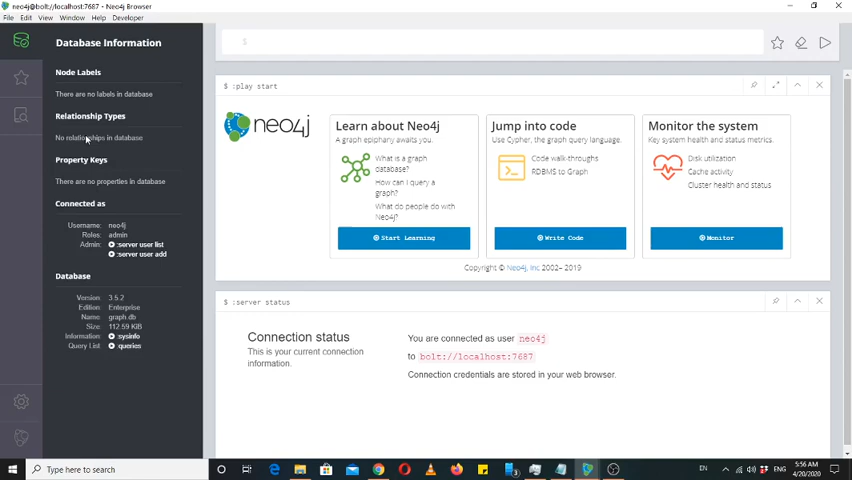 neo4j@bolt://localhost:7687 - Neo4j Browser
File Edit View Window Help Developer
Database Information
Node Labels
There are no labels in database
Relationship Types
No relationships in database
Property Keys
There are no properties in database
Connected as
Username: neo4j
Roles: admin
Admin: :server user list
:server user add
Database
Version: 3.5.2
Edition: Enterprise
Name: graph.db
Size: 112.59 KiB
Information: :sysinfo
Query List: :queries
$
$ :play start
neo4j
Learn about Neo4j
A graph epiphany awaits you.
What is a graph
database?
How can I query a
graph?
What do people do with
Neo4j?
Start Learning
Jump into code
Use Cypher, the graph query language.
Code walk-throughs
RDBMS to Graph
Write Code
Monitor the system
Key system health and status metrics.
Disk utilization
Cache activity
Cluster health and status
Monitor
Copyright © Neo4j, Inc 2002– 2019
$ :server status
Connection status
This is your current connection
information.
You are connected as user neo4j
to bolt://localhost:7687
Connection credentials are stored in your web browser.
Type here to search
EN
ENG
5:56 AM
4/20/2020